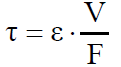 τ = ε · V/F